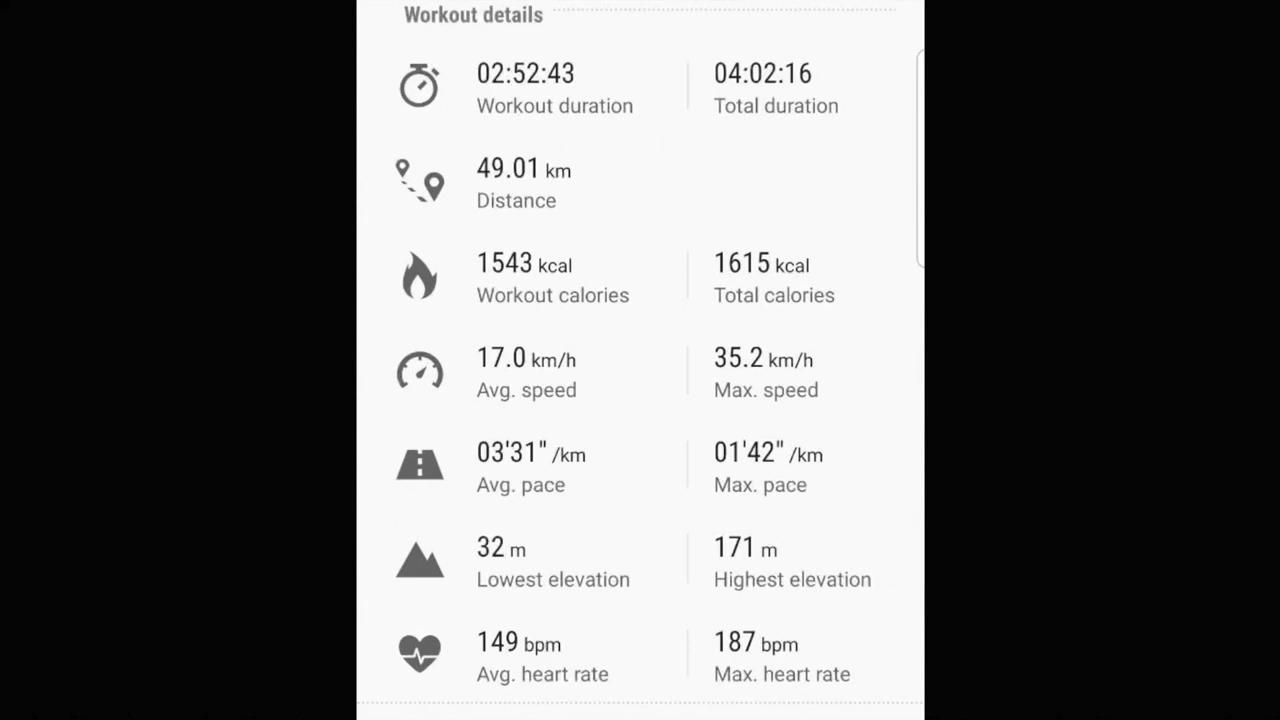 Workout details
02:52:43 04:02:16
Workout duration Total duration
49.01 km
Distance
1543 kcal 1615 kcal
Workout calories Total calories
17.0 km/h 35.2 km/h
Avg. speed Max. speed
03'31" /km 01'42" /km
Avg. pace Max. pace
32 m 171 m
Lowest elevation Highest elevation
149 bpm 187 bpm
Avg. heart rate Max. heart rate